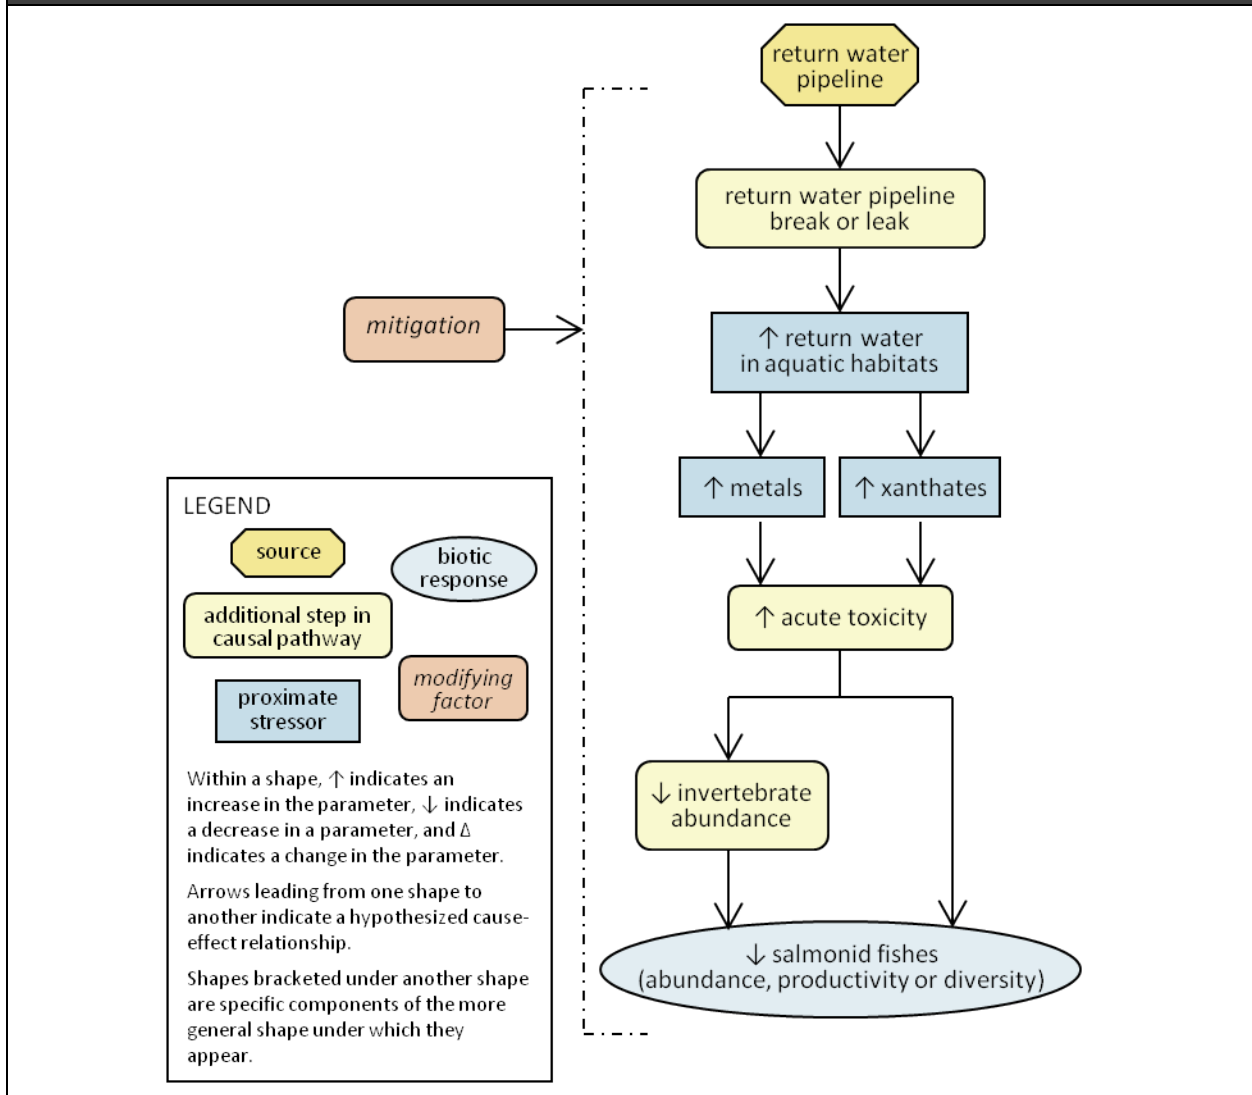 return water
pipeline
return water pipeline
break or leak
mitigation
↑ return water
in aquatic habitats
↑ metals
↑ xanthates
↑ acute toxicity
↓ invertebrate
abundance
↓ salmonid fishes
(abundance, productivity or diversity)
LEGEND
source
biotic
response
additional step in
causal pathway
modifying
factor
proximate
stressor
Within a shape, ↑ indicates an
increase in the parameter, ↓ indicates
a decrease in a parameter, and Δ
indicates a change in the parameter.
Arrows leading from one shape to
another indicate a hypothesized cause-
effect relationship.
Shapes bracketed under another shape
are specific components of the more
general shape under which they
appear.